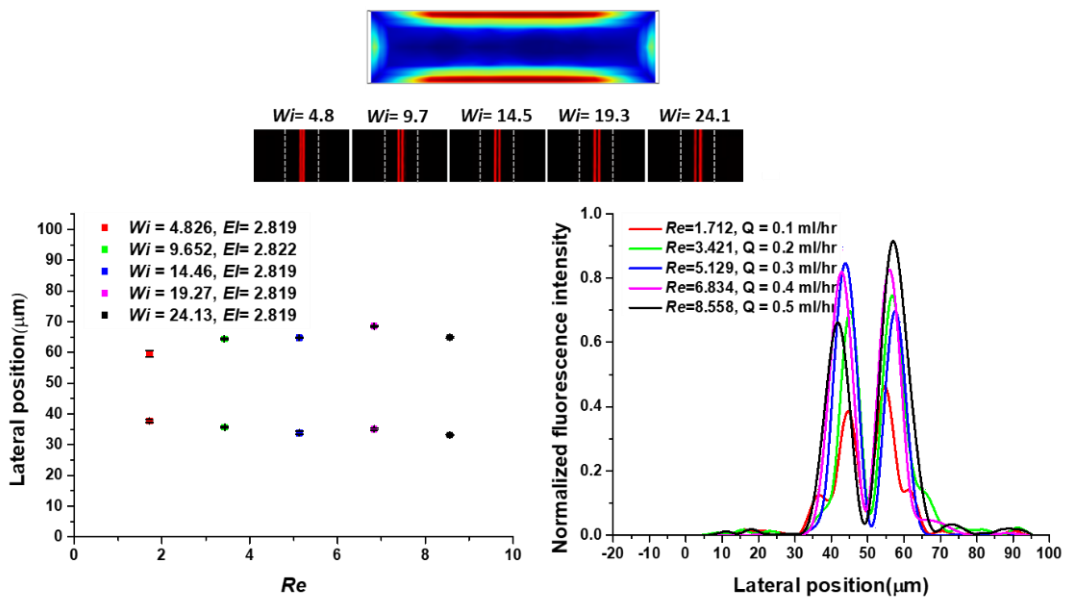 Wi= 4.8
Wi= 9.7
Wi= 14.5
Wi= 19.3
Wi= 24.1
Lateral position(μm)
100
90
80
70
60
50
40
30
20
10
0
Wi = 4.826, El= 2.819
Wi = 9.652, El= 2.822
Wi = 14.46, El= 2.819
Wi = 19.27, El= 2.819
Wi = 24.13, El= 2.819
0
2
4
6
8
10
Re
Normalized fluorescence intensity
1.0
0.8
0.6
0.4
0.2
0.0
Re=1.712, Q = 0.1 ml/hr
Re=3.421, Q = 0.2 ml/hr
Re=5.129, Q = 0.3 ml/hr
Re=6.834, Q = 0.4 ml/hr
Re=8.558, Q = 0.5 ml/hr
-20
-10
0
10
20
30
40
50
60
70
80
90
100
Lateral position(μm)